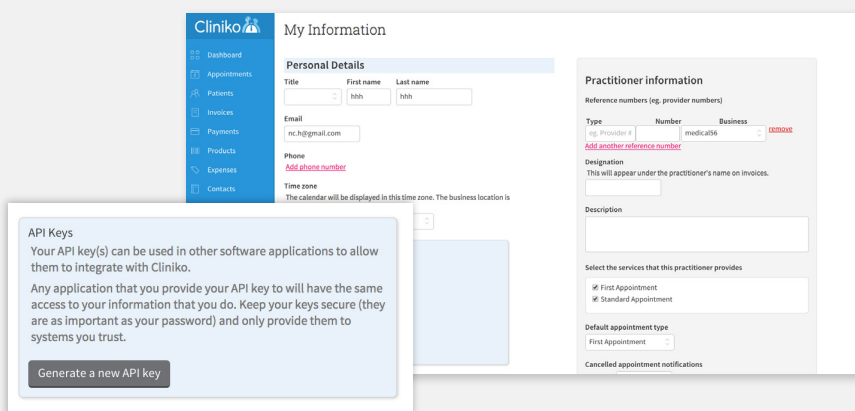 Cliniko
My Information
Dashboard
Appointments
Patients
Invoices
Payments
Products
Expenses
Contacts
Personal Details
Title First name Last name
hhh hhh
Email
nc.h@gmail.com
Phone
Add phone number
Time zone
The calendar will be displayed in this time zone. The business location is
Practitioner information
Reference numbers (eg. provider numbers)
Type Number Business
eg. Provider # medical56 remove
Add another reference number
Designation
This will appear under the practitioner's name on invoices.
Description
Select the services that this practitioner provides
First Appointment
Standard Appointment
Default appointment type
First Appointment
Cancelled appointment notifications
API Keys
Your API key(s) can be used in other software applications to allow
them to integrate with Cliniko.
Any application that you provide your API key to will have the same
access to your information that you do. Keep your keys secure (they
are as important as your password) and only provide them to
systems you trust.
Generate a new API key